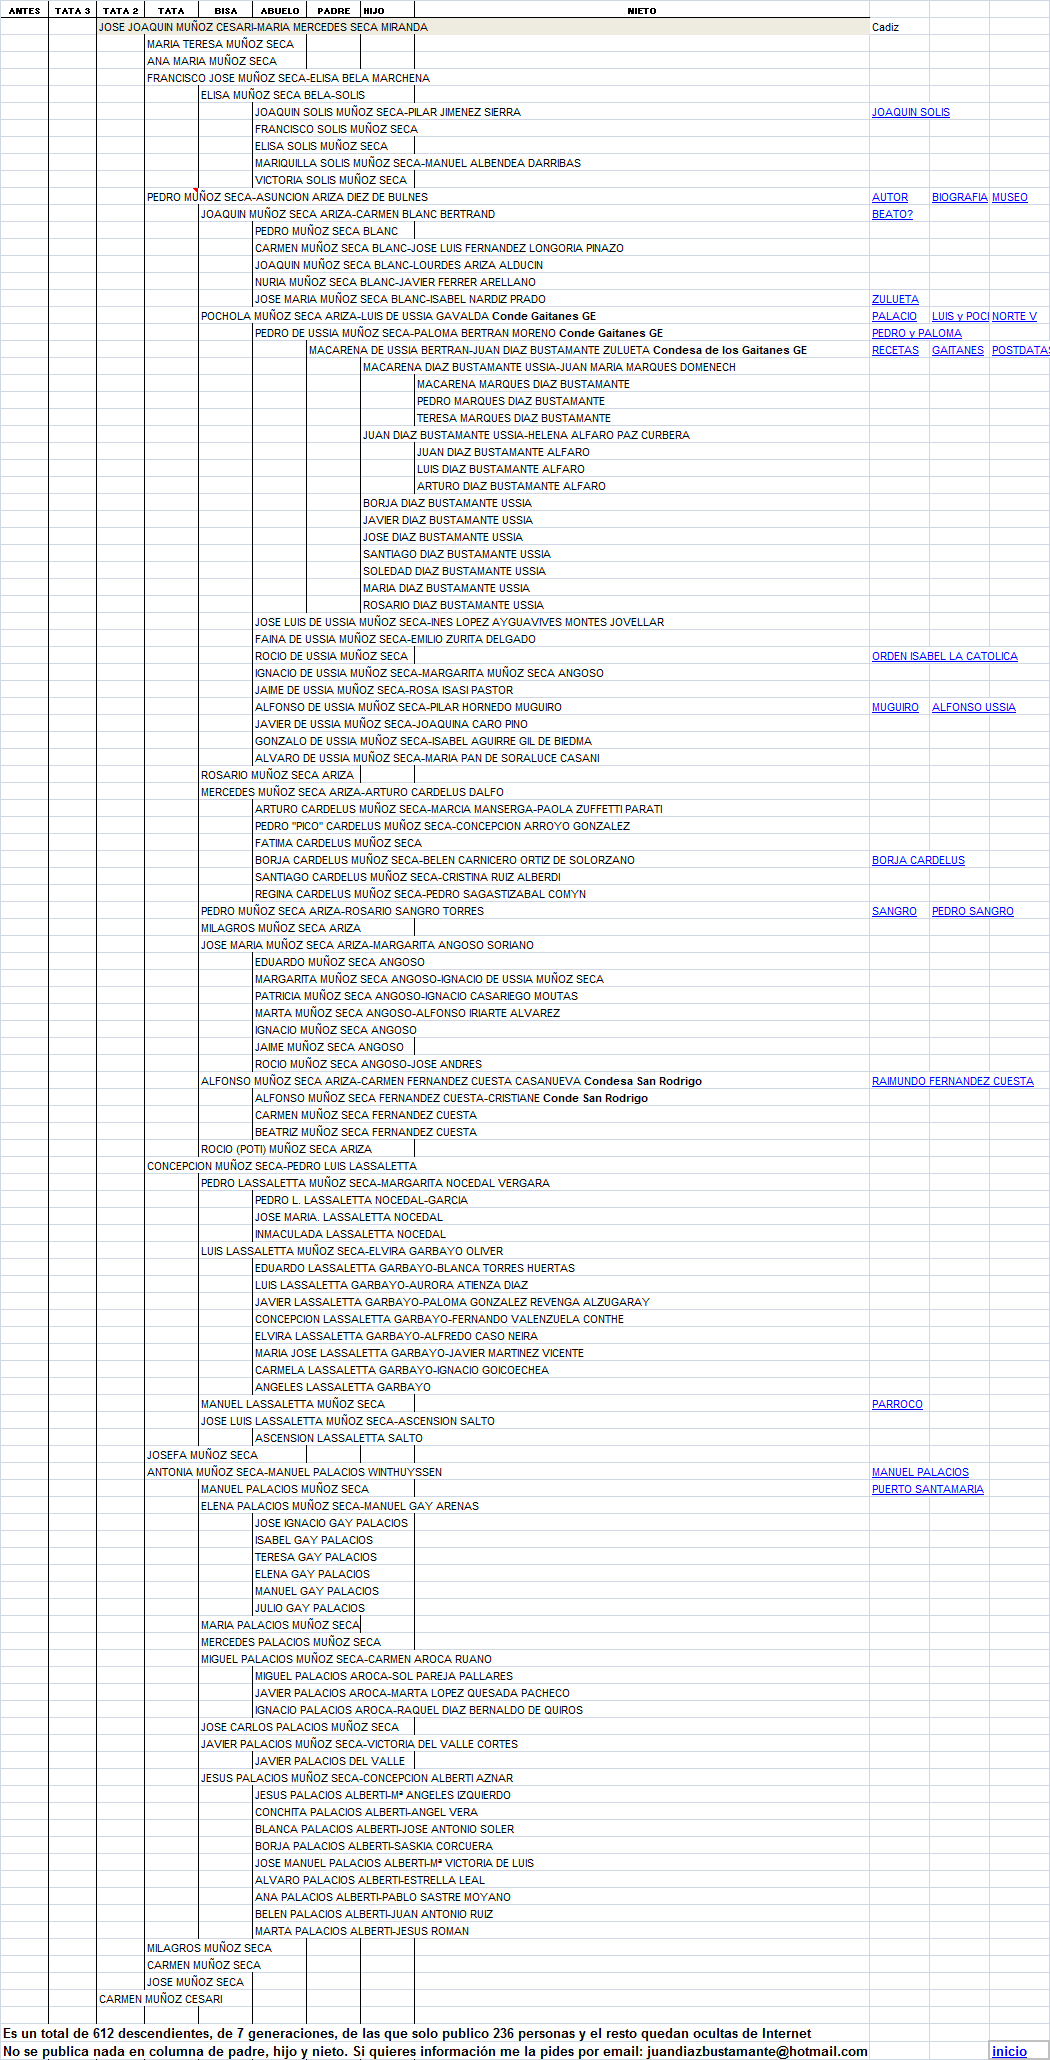 ANTES TATA 3 TATA 2 TATA BISA ABUELO PADRE HIJO NIETO
JOSE JOAQUIN MUÑOZ CESARI-MARIA MERCEDES SECA MIRANDA Cadiz
MARIA TERESA MUÑOZ SECA
ANA MARIA MUÑOZ SECA
FRANCISCO JOSE MUÑOZ SECA-ELISA BELA MARCHENA
ELISA MUÑOZ SECA BELA-SOLIS
JOAQUIN SOLIS MUÑOZ SECA-PILAR JIMENEZ SIERRA JOAQUIN SOLIS
FRANCISCO SOLIS MUÑOZ SECA
ELISA SOLIS MUÑOZ SECA
MARIQUILLA SOLIS MUÑOZ SECA-MANUEL ALBENDEA DARRIBAS
VICTORIA SOLIS MUÑOZ SECA
PEDRO MUÑOZ SECA-ASUNCION ARIZA DIEZ DE BULNES AUTOR BIOGRAFIA MUSEO
JOAQUIN MUÑOZ SECA ARIZA-CARMEN BLANC BERTRAND BEATO?
PEDRO MUÑOZ SECA BLANC
CARMEN MUÑOZ SECA BLANC-JOSE LUIS FERNANDEZ LONGORIA PINAZO
JOAQUIN MUÑOZ SECA BLANC-LOURDES ARIZA ALDUCIN
NURIA MUÑOZ SECA BLANC-JAVIER FERRER ARELLANO
JOSE MARIA MUÑOZ SECA BLANC-ISABEL NARDIZ PRADO ZULUETA
POCHOLA MUÑOZ SECA ARIZA-LUIS DE USSIA GAVALDA Conde Gaitanes GE PALACIO LUIS y POCI NORTE V
PEDRO DE USSIA MUÑOZ SECA-PALOMA BERTRAN MORENO Conde Gaitanes GE PEDRO y PALOMA
MACARENA DE USSIA BERTRAN-JUAN DIAZ BUSTAMANTE ZULUETA Condesa de los Gaitanes GE RECETAS GAITANES POSTDATAS
MACARENA DIAZ BUSTAMANTE USSIA-JUAN MARIA MARQUES DOMENECH
MACARENA MARQUES DIAZ BUSTAMANTE
PEDRO MARQUES DIAZ BUSTAMANTE
TERESA MARQUES DIAZ BUSTAMANTE
JUAN DIAZ BUSTAMANTE USSIA-HELENA ALFARO PAZ CURBERA
JUAN DIAZ BUSTAMANTE ALFARO
LUIS DIAZ BUSTAMANTE ALFARO
ARTURO DIAZ BUSTAMANTE ALFARO
BORJA DIAZ BUSTAMANTE USSIA
JAVIER DIAZ BUSTAMANTE USSIA
JOSE DIAZ BUSTAMANTE USSIA
SANTIAGO DIAZ BUSTAMANTE USSIA
SOLEDAD DIAZ BUSTAMANTE USSIA
MARIA DIAZ BUSTAMANTE USSIA
ROSARIO DIAZ BUSTAMANTE USSIA
JOSE LUIS DE USSIA MUÑOZ SECA-INES LOPEZ AYGUAVIVES MONTES JOVELLAR
FAINA DE USSIA MUÑOZ SECA-EMILIO ZURITA DELGADO
ROCIO DE USSIA MUÑOZ SECA ORDEN ISABEL LA CATOLICA
IGNACIO DE USSIA MUÑOZ SECA-MARGARITA MUÑOZ SECA ANGOSO
JAIME DE USSIA MUÑOZ SECA-ROSA ISASI PASTOR
ALFONSO DE USSIA MUÑOZ SECA-PILAR HORNEDO MUGUIRO MUGUIRO ALFONSO USSIA
JAVIER DE USSIA MUÑOZ SECA-JOAQUINA CARO PINO
GONZALO DE USSIA MUÑOZ SECA-ISABEL AGUIRRE GIL DE BIEDMA
ALVARO DE USSIA MUÑOZ SECA-MARIA PAN DE SORALUCE CASANI
ROSARIO MUÑOZ SECA ARIZA
MERCEDES MUÑOZ SECA ARIZA-ARTURO CARDELUS DALFO
ARTURO CARDELUS MUÑOZ SECA-MARCIA MANSERGA-PAOLA ZUFFETTI PARATI
PEDRO "PICO" CARDELUS MUÑOZ SECA-CONCEPCION ARROYO GONZALEZ
FATIMA CARDELUS MUÑOZ SECA
BORJA CARDELUS MUÑOZ SECA-BELEN CARNICERO ORTIZ DE SOLORZANO BORJA CARDELUS
SANTIAGO CARDELUS MUÑOZ SECA-CRISTINA RUIZ ALBERDI
REGINA CARDELUS MUÑOZ SECA-PEDRO SAGASTIZABAL COMYN
PEDRO MUÑOZ SECA ARIZA-ROSARIO SANGRO TORRES SANGRO PEDRO SANGRO
MILAGROS MUÑOZ SECA ARIZA
JOSE MARIA MUÑOZ SECA ARIZA-MARGARITA ANGOSO SORIANO
EDUARDO MUÑOZ SECA ANGOSO
MARGARITA MUÑOZ SECA ANGOSO-IGNACIO DE USSIA MUÑOZ SECA
PATRICIA MUÑOZ SECA ANGOSO-IGNACIO CASARIEGO MOUTAS
MARTA MUÑOZ SECA ANGOSO-ALFONSO IRIARTE ALVAREZ
IGNACIO MUÑOZ SECA ANGOSO
JAIME MUÑOZ SECA ANGOSO
ROCIO MUÑOZ SECA ANGOSO-JOSE ANDRES
ALFONSO MUÑOZ SECA ARIZA-CARMEN FERNANDEZ CUESTA CASANUEVA Condesa San Rodrigo RAIMUNDO FERNANDEZ CUESTA
ALFONSO MUÑOZ SECA FERNANDEZ CUESTA-CRISTIANE Conde San Rodrigo
CARMEN MUÑOZ SECA FERNANDEZ CUESTA
BEATRIZ MUÑOZ SECA FERNANDEZ CUESTA
ROCIO (POTI) MUÑOZ SECA ARIZA
CONCEPCION MUÑOZ SECA-PEDRO LUIS LASSALETTA
PEDRO LASSALETTA MUÑOZ SECA-MARGARITA NOCEDAL VERGARA
PEDRO L. LASSALETTA NOCEDAL-GARCIA
JOSE MARIA. LASSALETTA NOCEDAL
INMACULADA LASSALETTA NOCEDAL
LUIS LASSALETTA MUÑOZ SECA-ELVIRA GARBAYO OLIVER
EDUARDO LASSALETTA GARBAYO-BLANCA TORRES HUERTAS
LUIS LASSALETTA GARBAYO-AURORA ATIENZA DIAZ
JAVIER LASSALETTA GARBAYO-PALOMA GONZALEZ REVENGA ALZUGARAY
CONCEPCION LASSALETTA GARBAYO-FERNANDO VALENZUELA CONTHE
ELVIRA LASSALETTA GARBAYO-ALFREDO CASO NEIRA
MARIA JOSE LASSALETTA GARBAYO-JAVIER MARTINEZ VICENTE
CARMELA LASSALETTA GARBAYO-IGNACIO GOICOECHEA
ANGELES LASSALETTA GARBAYO
MANUEL LASSALETTA MUÑOZ SECA PARROCO
JOSE LUIS LASSALETTA MUÑOZ SECA-ASCENSION SALTO
ASCENSION LASSALETTA SALTO
JOSEFA MUÑOZ SECA
ANTONIA MUÑOZ SECA-MANUEL PALACIOS WINTHUYSSEN MANUEL PALACIOS
MANUEL PALACIOS MUÑOZ SECA PUERTO SANTAMARIA
ELENA PALACIOS MUÑOZ SECA-MANUEL GAY ARENAS
JOSE IGNACIO GAY PALACIOS
ISABEL GAY PALACIOS
TERESA GAY PALACIOS
ELENA GAY PALACIOS
MANUEL GAY PALACIOS
JULIO GAY PALACIOS
MARIA PALACIOS MUÑOZ SECA
MERCEDES PALACIOS MUÑOZ SECA
MIGUEL PALACIOS MUÑOZ SECA-CARMEN AROCA RUANO
MIGUEL PALACIOS AROCA-SOL PAREJA PALLARES
JAVIER PALACIOS AROCA-MARTA LOPEZ QUESADA PACHECO
IGNACIO PALACIOS AROCA-RAQUEL DIAZ BERNALDO DE QUIROS
JOSE CARLOS PALACIOS MUÑOZ SECA
JAVIER PALACIOS MUÑOZ SECA-VICTORIA DEL VALLE CORTES
JAVIER PALACIOS DEL VALLE
JESUS PALACIOS MUÑOZ SECA-CONCEPCION ALBERTI AZNAR
JESUS PALACIOS ALBERTI-Mª ANGELES IZQUIERDO
CONCHITA PALACIOS ALBERTI-ANGEL VERA
BLANCA PALACIOS ALBERTI-JOSE ANTONIO SOLER
BORJA PALACIOS ALBERTI-SASKIA CORCUERA
JOSE MANUEL PALACIOS ALBERTI-Mª VICTORIA DE LUIS
ALVARO PALACIOS ALBERTI-ESTRELLA LEAL
ANA PALACIOS ALBERTI-PABLO SASTRE MOYANO
BELEN PALACIOS ALBERTI-JUAN ANTONIO RUIZ
MARTA PALACIOS ALBERTI-JESUS ROMAN
MILAGROS MUÑOZ SECA
CARMEN MUÑOZ SECA
JOSE MUÑOZ SECA
CARMEN MUÑOZ CESARI
Es un total de 612 descendientes, de 7 generaciones, de las que solo publico 236 personas y el resto quedan ocultas de Internet
No se publica nada en columna de padre, hijo y nieto. Si quieres información me la pides por email: juandiazbustamante@hotmail.com inicio